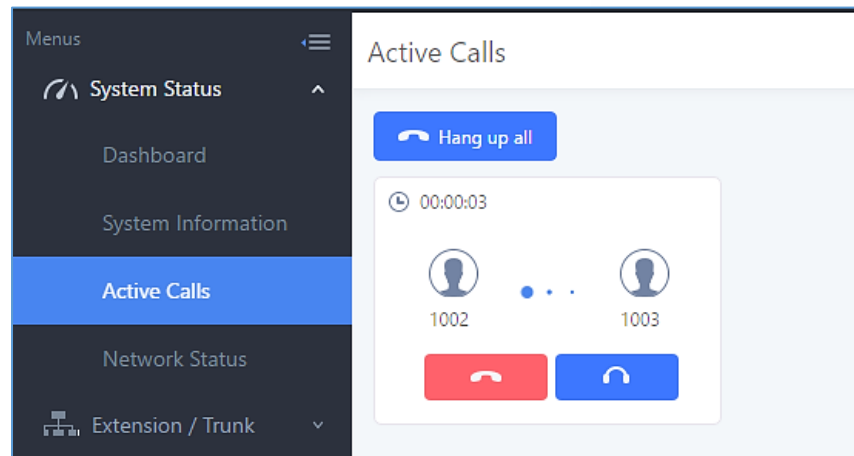 Menus
System Status
Dashboard
System Information
Active Calls
Network Status
Extension / Trunk
Active Calls
Hang up all
00:00:03
1002 1003